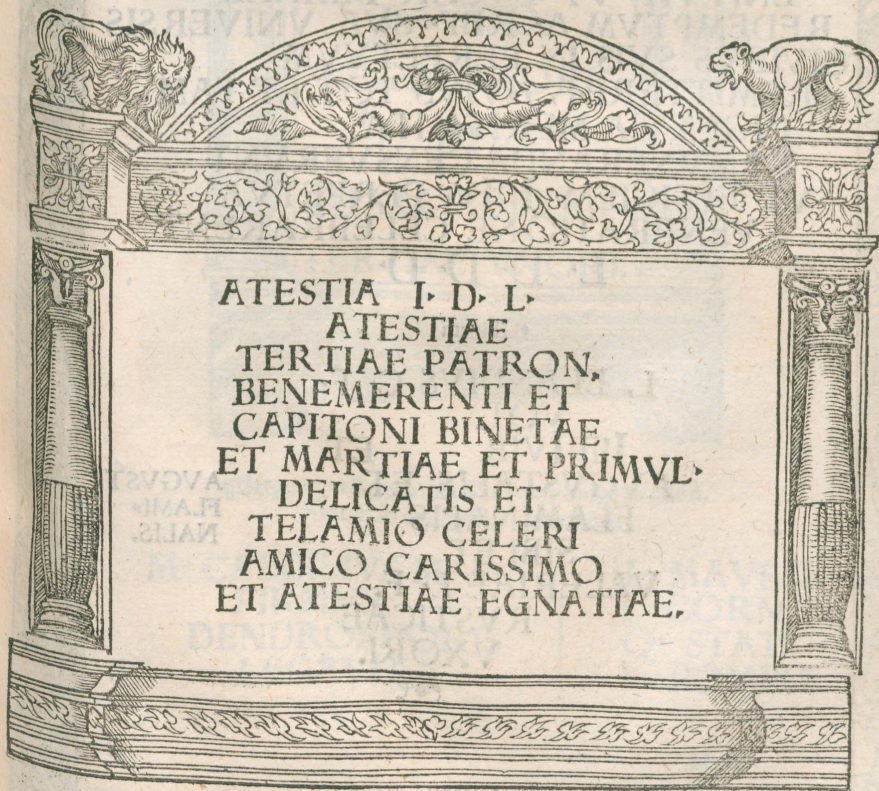 ATESTIA I· D· L·
ATESTIAE
TERTIAE PATRON,
BENEMERENTI ET
CAPITONI BINETAE
ET MARTIAE ET PRIMVL·
DELICATIS ET
TELAMIO CELERI
AMICO CARISSIMO
ET ATESTIAE EGNATIAE,